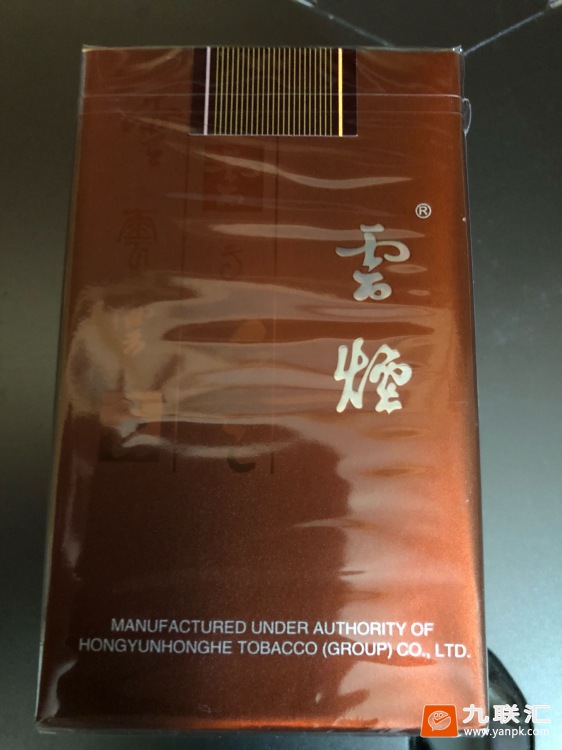 ®
雲
煙
MANUFACTURED UNDER AUTHORITY OF
HONGYUNHONGHE TOBACCO (GROUP) CO., LTD.
九联汇
www.yanpk.com